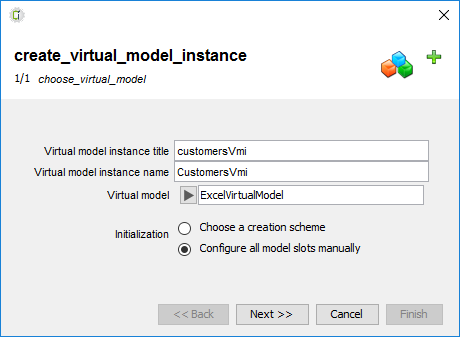 create_virtual_model_instance
1/1 choose_virtual_model
Virtual model instance title customersVmi
Virtual model instance name CustomersVmi
Virtual model ExcelVirtualModel
Initialization Choose a creation scheme
Configure all model slots manually
<< Back Next >> Cancel Finish